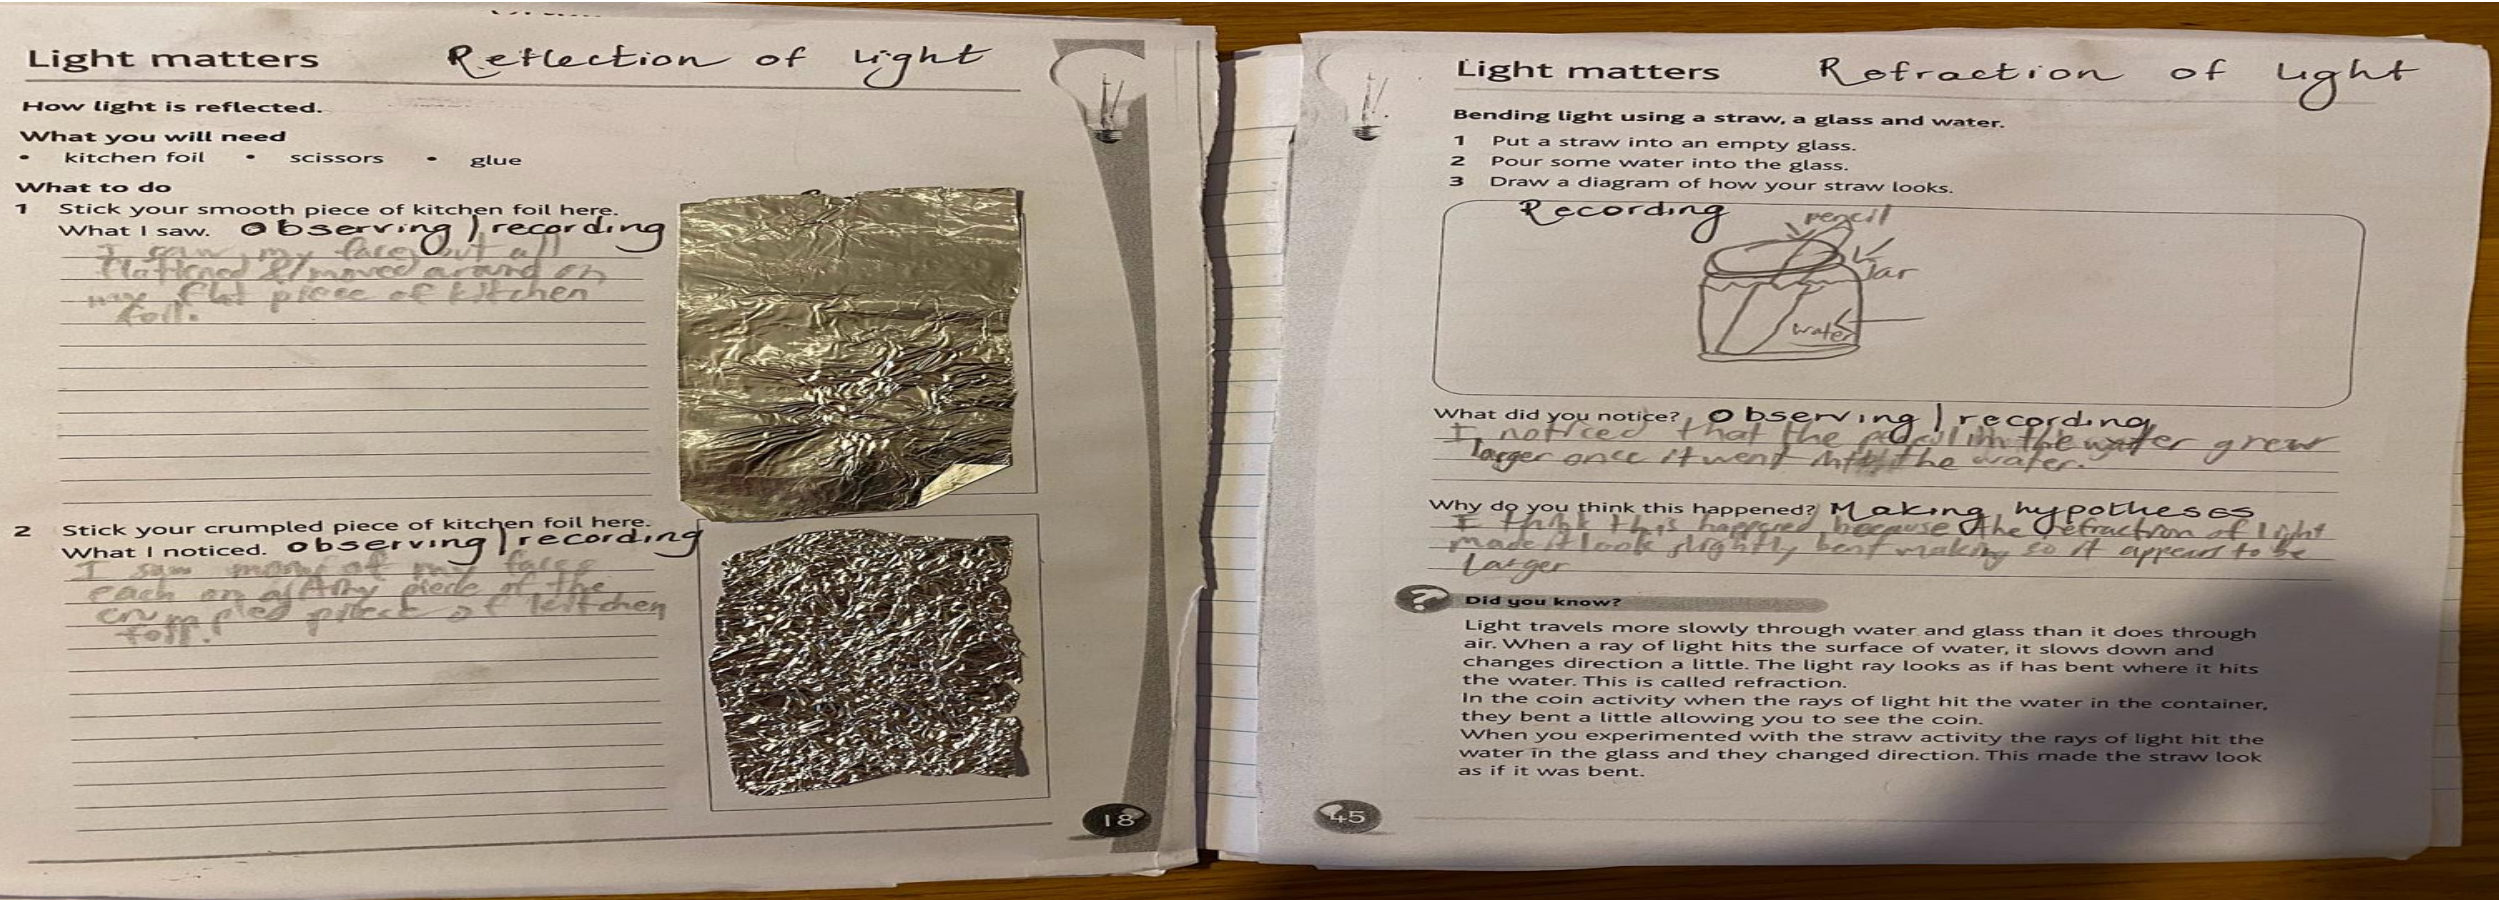 Light matters Reflection of light
How light is reflected.
What you will need
• kitchen foil • scissors • glue
What to do
1 Stick your smooth piece of kitchen foil here.
What I saw. Observing | recording
I saw my face but all
flattened &/moved around on
my flat piece of kitchen
foil.
2 Stick your crumpled piece of kitchen foil here.
What I noticed. observing | recording
I saw many of my faces
each on a tiny piece of the
crumpled piece of kitchen
foil.
18
Light matters Refraction of light
Bending light using a straw, a glass and water.
1 Put a straw into an empty glass.
2 Pour some water into the glass.
3 Draw a diagram of how your straw looks.
Recording
pencil
Jar
water
What did you notice? Observing | recording
I noticed that the pencil in the water grew
larger once it went the water.
Why do you think this happened? Making hypotheses
I think this happened because the refraction of light
made it look slightly bent making so it appears to be
Larger
? Did you know?
Light travels more slowly through water and glass than it does through
air. When a ray of light hits the surface of water, it slows down and
changes direction a little. The light ray looks as if has bent where it hits
the water. This is called refraction.
In the coin activity when the rays of light hit the water in the container,
they bent a little allowing you to see the coin.
When you experimented with the straw activity the rays of light hit the
water in the glass and they changed direction. This made the straw look
as if it was bent.
45